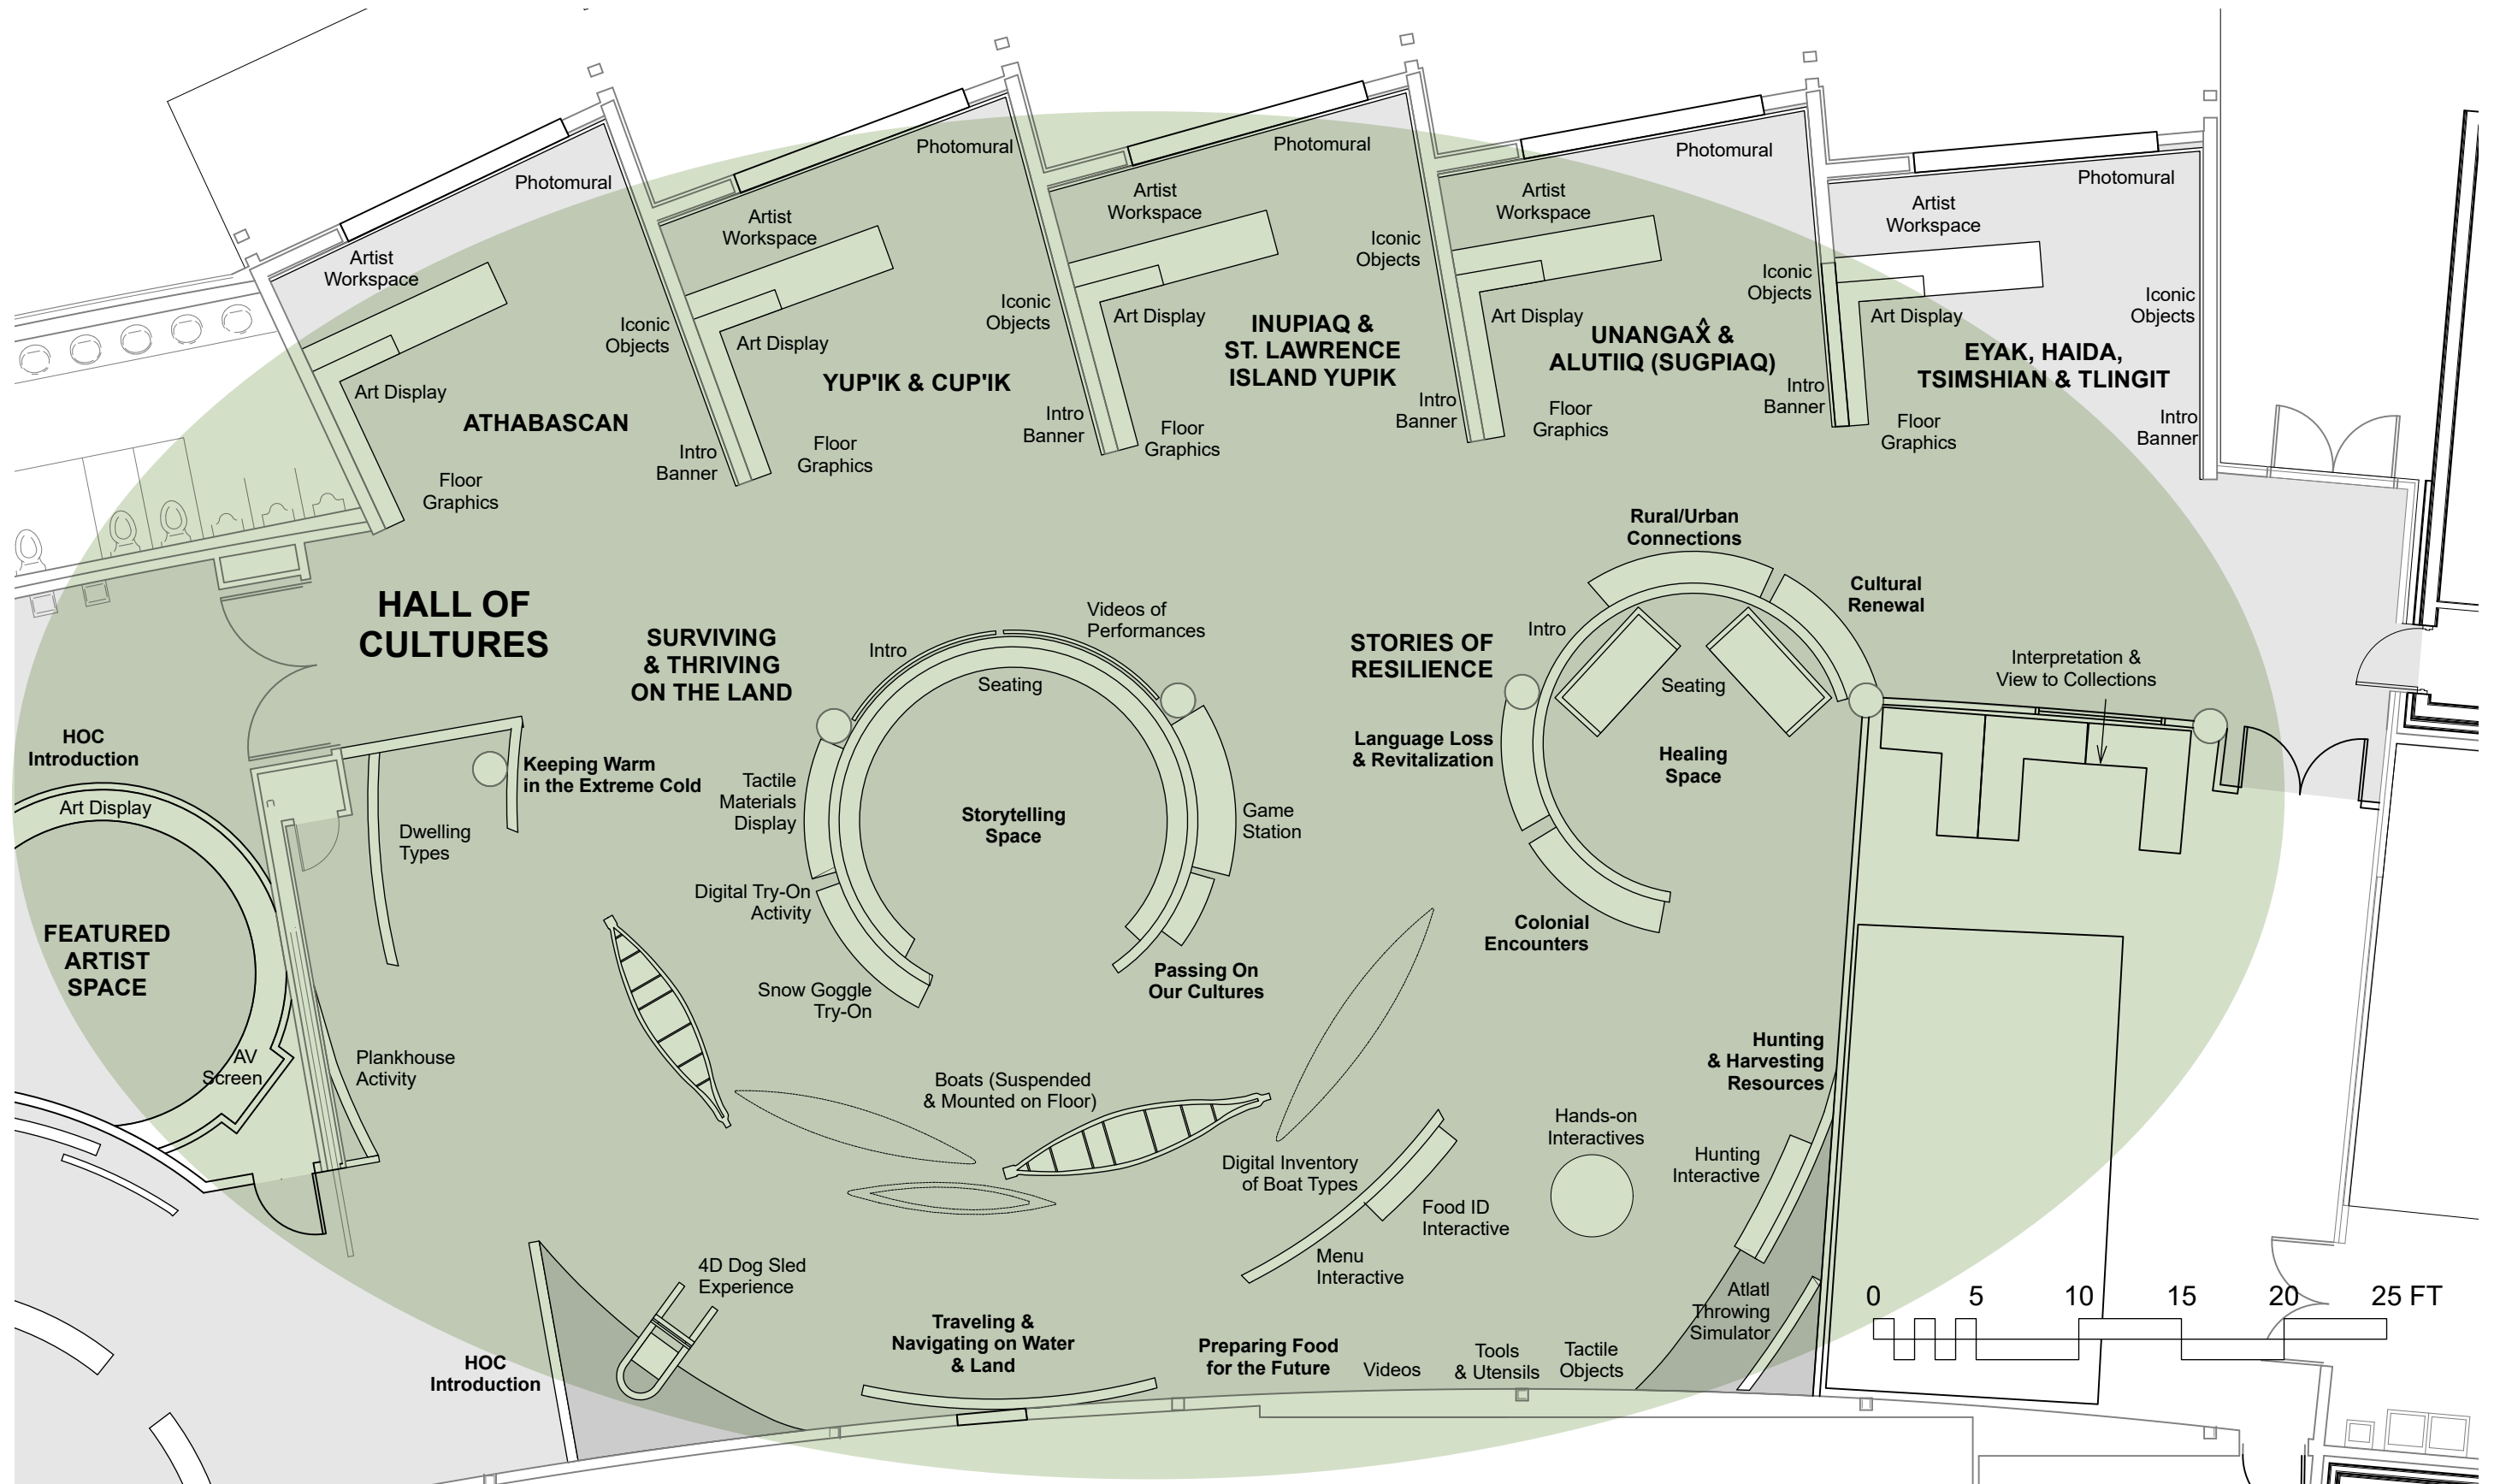 Photomural
Artist
Workspace
Iconic
Objects
Art Display
ATHABASCAN
Intro
Banner
Floor
Graphics
Photomural
Artist
Workspace
Iconic
Objects
Art Display
YUP'IK & CUP'IK
Intro
Banner
Floor
Graphics
Photomural
Artist
Workspace
Iconic
Objects
Art Display
INUPIAQ &
ST. LAWRENCE
ISLAND YUPIK
Intro
Banner
Floor
Graphics
Photomural
Artist
Workspace
Iconic
Objects
Art Display
UNANGAX̂ &
ALUTIIQ (SUGPIAQ)
Intro
Banner
Floor
Graphics
Photomural
Artist
Workspace
Iconic
Objects
Art Display
EYAK, HAIDA,
TSIMSHIAN & TLINGIT
Intro
Banner
Floor
Graphics
HALL OF
CULTURES
HOC
Introduction
Art Display
FEATURED
ARTIST
SPACE
AV
Screen
Keeping Warm
in the Extreme Cold
Dwelling
Types
Plankhouse
Activity
SURVIVING
& THRIVING
ON THE LAND
Intro
Videos of
Performances
Seating
Tactile
Materials
Display
Storytelling
Space
Game
Station
Digital Try-On
Activity
Snow Goggle
Try-On
Passing On
Our Cultures
STORIES OF
RESILIENCE
Rural/Urban
Connections
Cultural
Renewal
Intro
Seating
Language Loss
& Revitalization
Healing
Space
Colonial
Encounters
Interpretation &
View to Collections
Boats (Suspended
& Mounted on Floor)
Hunting
& Harvesting
Resources
Hands-on
Interactives
Hunting
Interactive
Digital Inventory
of Boat Types
Food ID
Interactive
Menu
Interactive
4D Dog Sled
Experience
HOC
Introduction
Traveling &
Navigating on Water
& Land
Preparing Food
for the Future
Videos
Tools
& Utensils
Tactile
Objects
Atlatl
Throwing
Simulator
0 5 10 15 20 25 FT